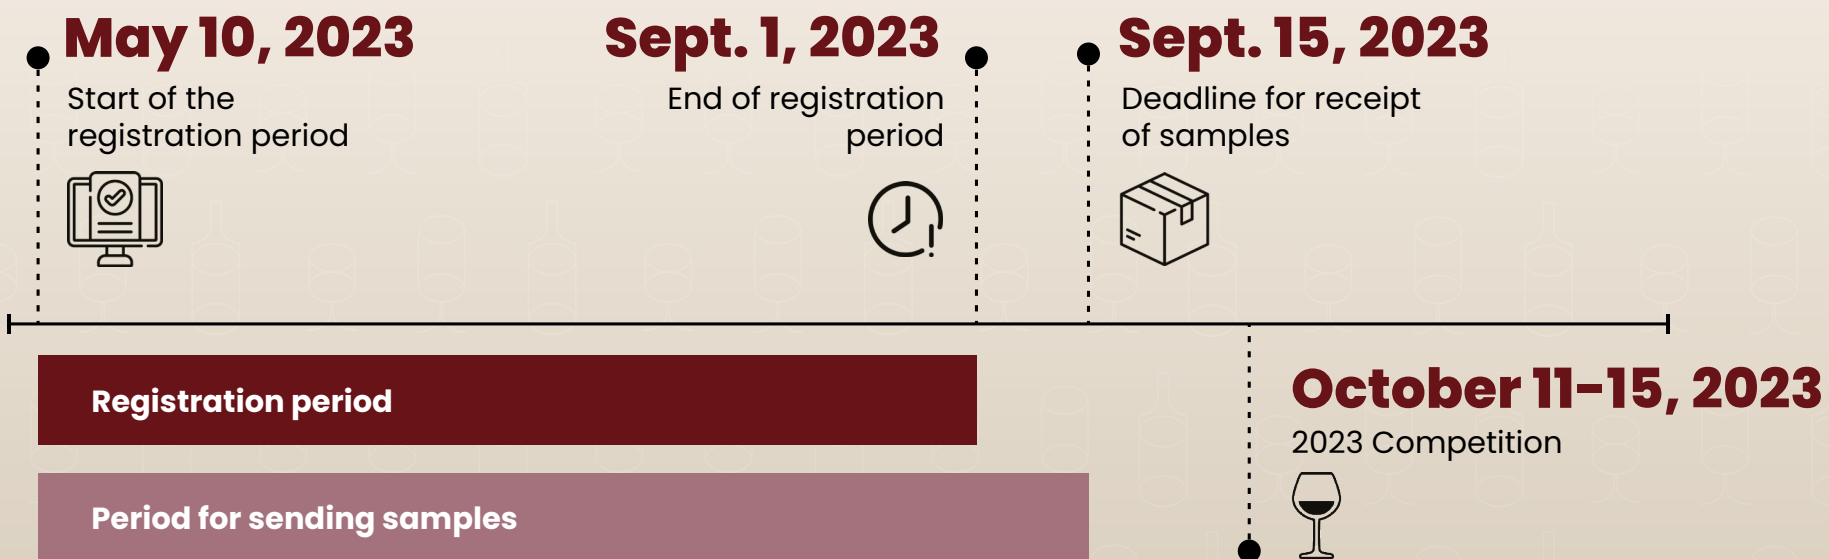 May 10, 2023
Start of the
registration period
Sept. 1, 2023
End of registration
period
Sept. 15, 2023
Deadline for receipt
of samples
Registration period
October 11-15, 2023
2023 Competition
Period for sending samples